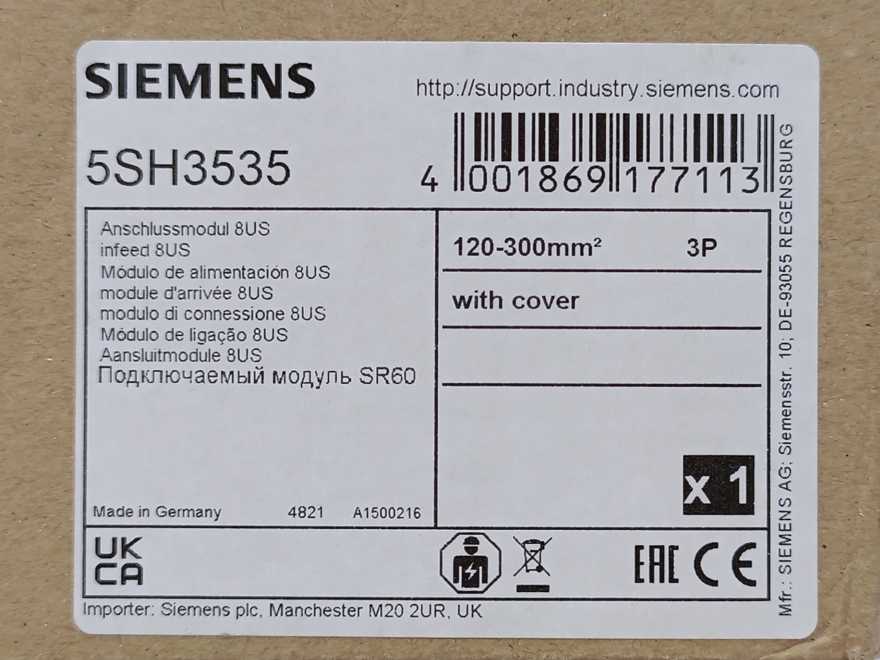 SIEMENS
http://support.industry.siemens.com
5SH3535
4 001869 177113
Anschlussmodul 8US
infeed 8US
Módulo de alimentación 8US
module d'arrivée 8US
modulo di connessione 8US
Módulo de ligação 8US
Aansluitmodule 8US
Подключаемый модуль SR60
120-300mm² 3P
with cover
x 1
Made in Germany 4821 A1500216
UK
CA
EAC CE
Importer: Siemens plc, Manchester M20 2UR, UK
Mfr.: SIEMENS AG; Siemensstr. 10; DE-93055 REGENSBURG